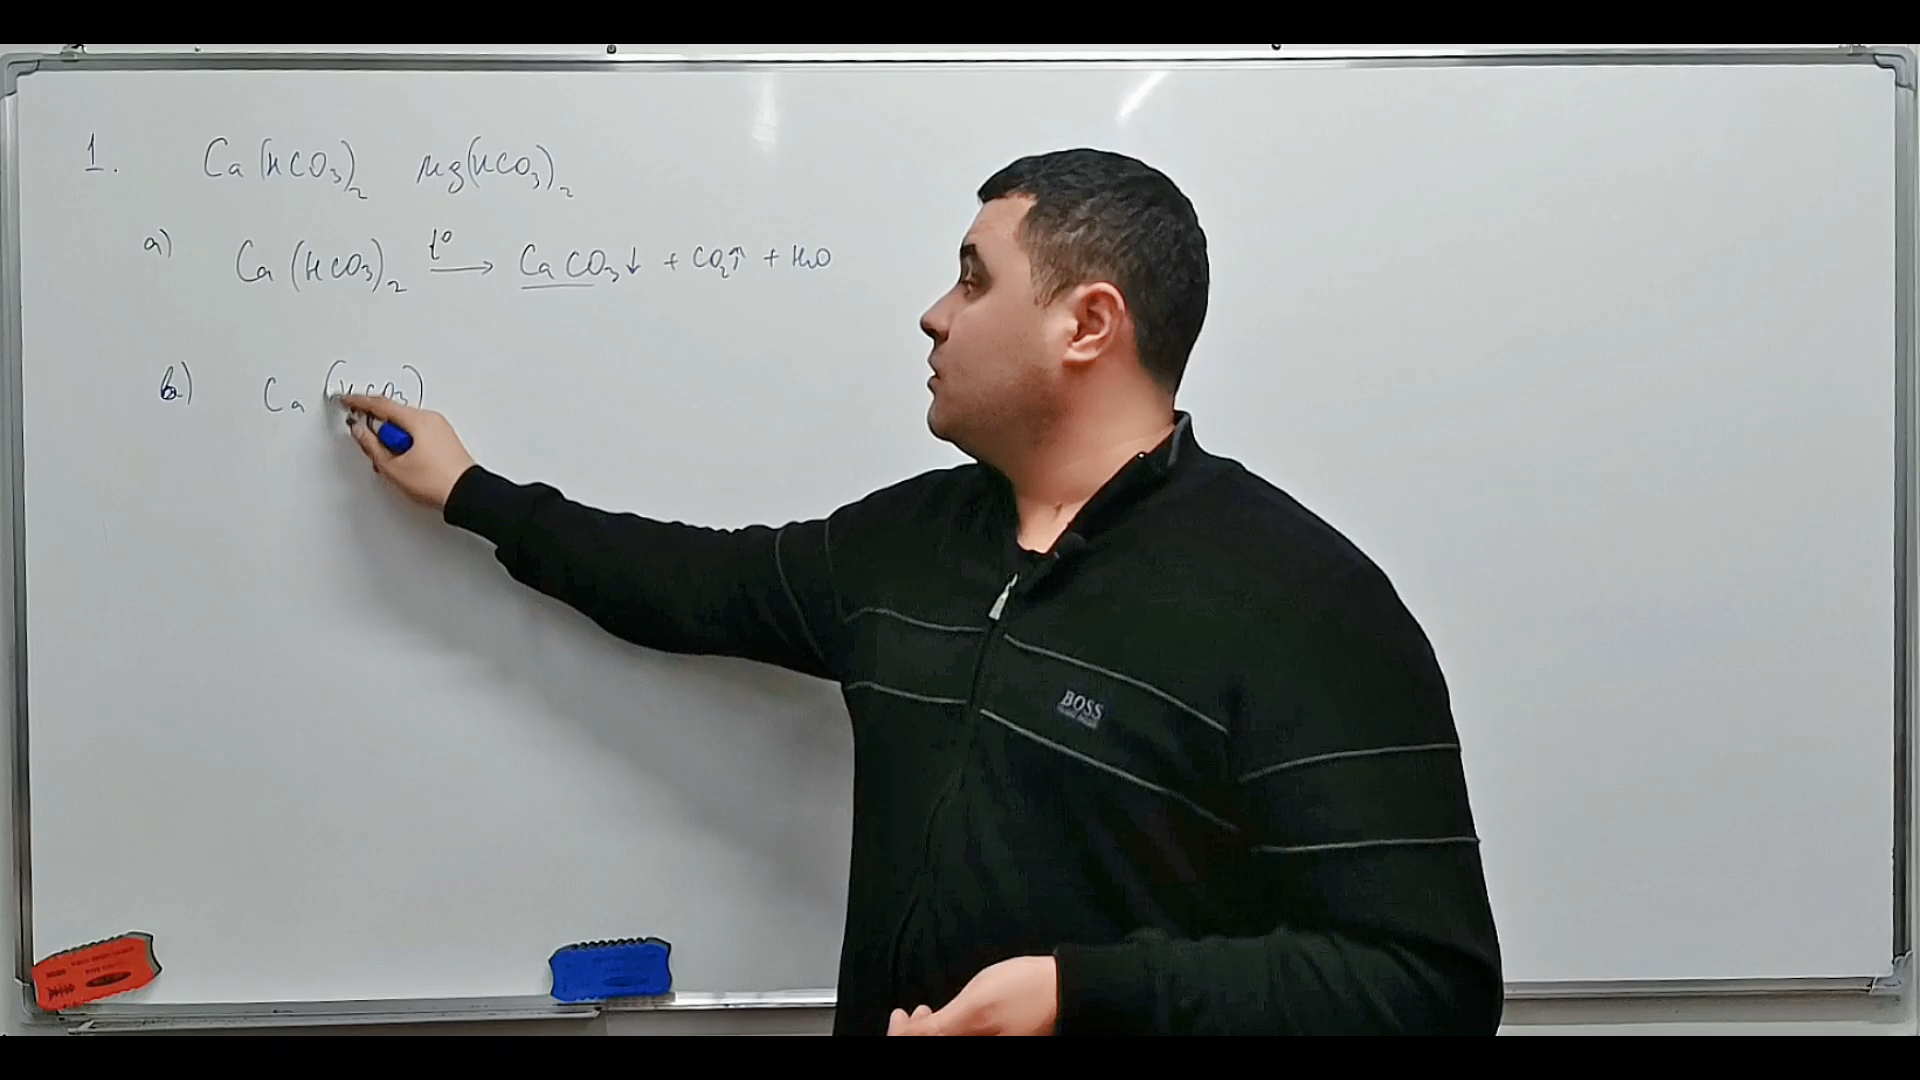 1. Ca(HCO₃)₂ Mg(HCO₃)₂
a) Ca(HCO₃)₂ t° → CaCO₃↓ + CO₂↑ + H₂O
b) Ca(HCO₃)
BOSS